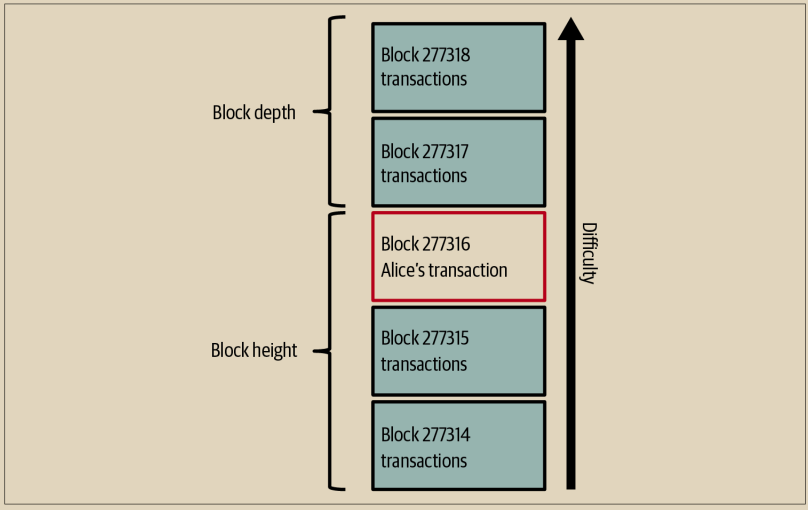 Block depth
Block 277318
transactions
Block 277317
transactions
Block height
Block 277316
Alice's transaction
Block 277315
transactions
Block 277314
transactions
Difficulty